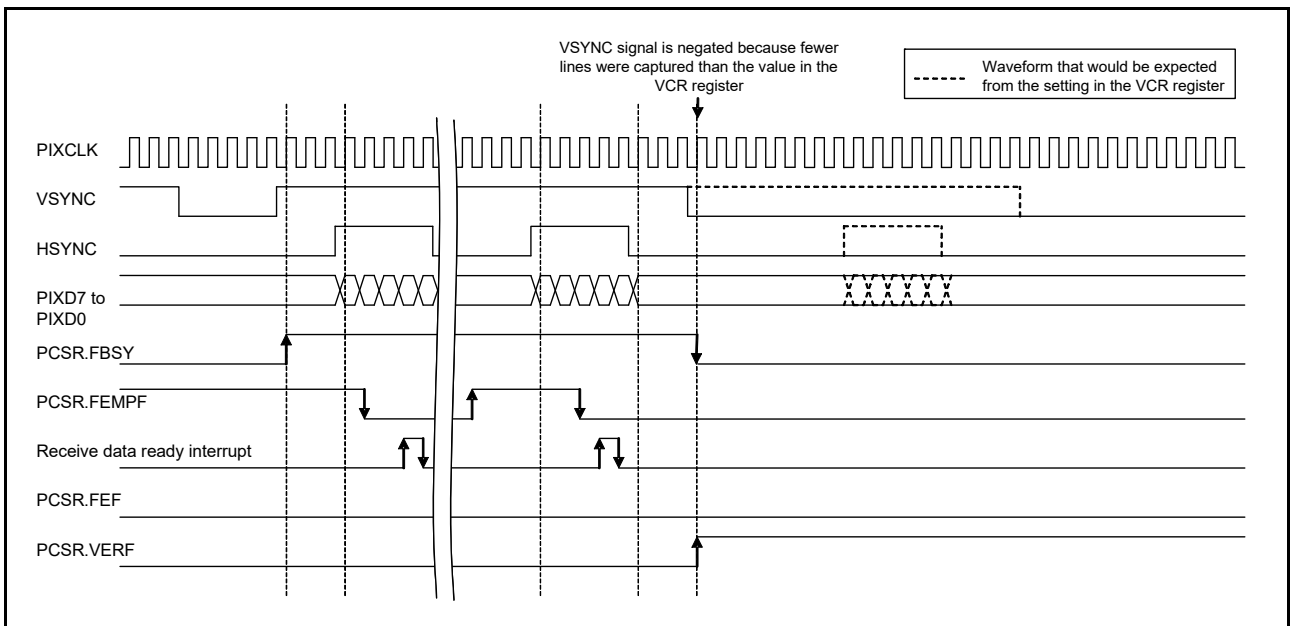 VSYNC signal is negated because fewer
lines were captured than the value in the
VCR register
Waveform that would be expected
from the setting in the VCR register
PIXCLK
VSYNC
HSYNC
PIXD7 to
PIXD0
PCSR.FBSY
PCSR.FEMPF
Receive data ready interrupt
PCSR.FEF
PCSR.VERF